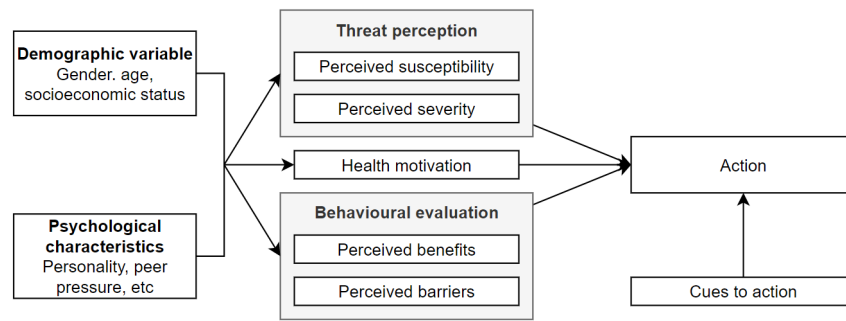 Demographic variable
Gender. age,
socioeconomic status
Psychological
characteristics
Personality, peer
pressure, etc
Threat perception
Perceived susceptibility
Perceived severity
Health motivation
Behavioural evaluation
Perceived benefits
Perceived barriers
Action
Cues to action